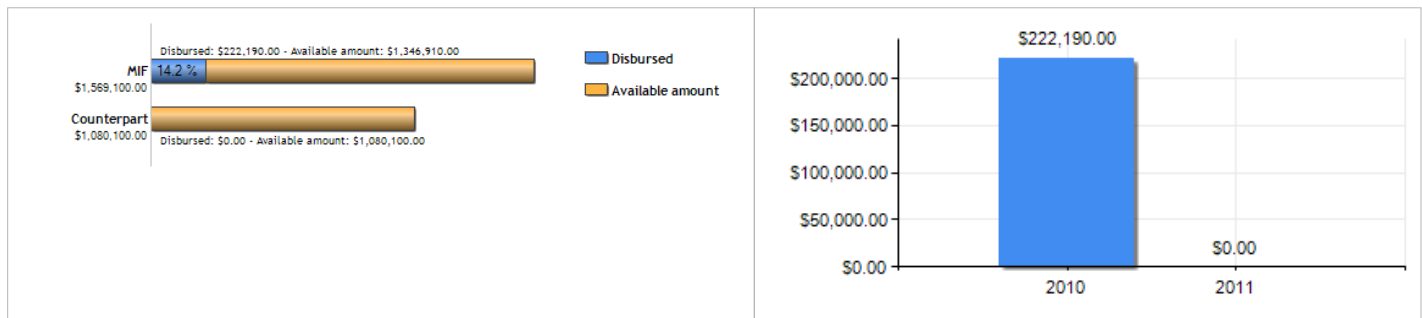 Disbursed: $222,190.00 - Available amount: $1,346,910.00
MIF
14.2 %
$1,569,100.00
Counterpart
$1,080,100.00
Disbursed: $0.00 - Available amount: $1,080,100.00
Disbursed
Available amount
$222,190.00
$200,000.00
$150,000.00
$100,000.00
$50,000.00
$0.00
$0.00
2010
2011